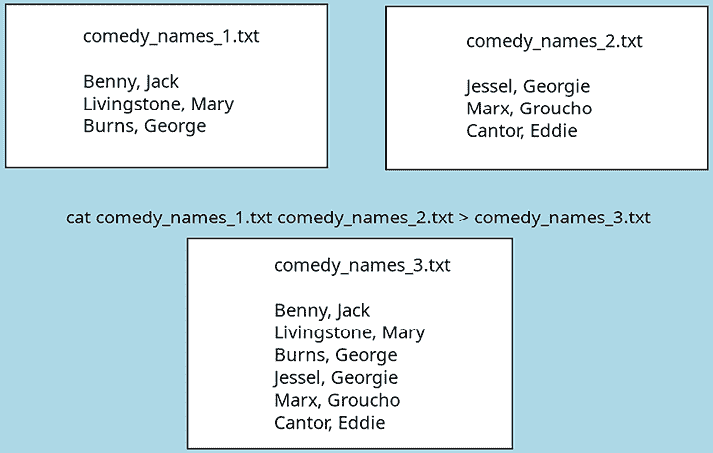 comedy_names_1.txt
Benny, Jack
Livingstone, Mary
Burns, George
comedy_names_2.txt
Jessel, Georgie
Marx, Groucho
Cantor, Eddie
cat comedy_names_1.txt comedy_names_2.txt > comedy_names_3.txt
comedy_names_3.txt
Benny, Jack
Livingstone, Mary
Burns, George
Jessel, Georgie
Marx, Groucho
Cantor, Eddie